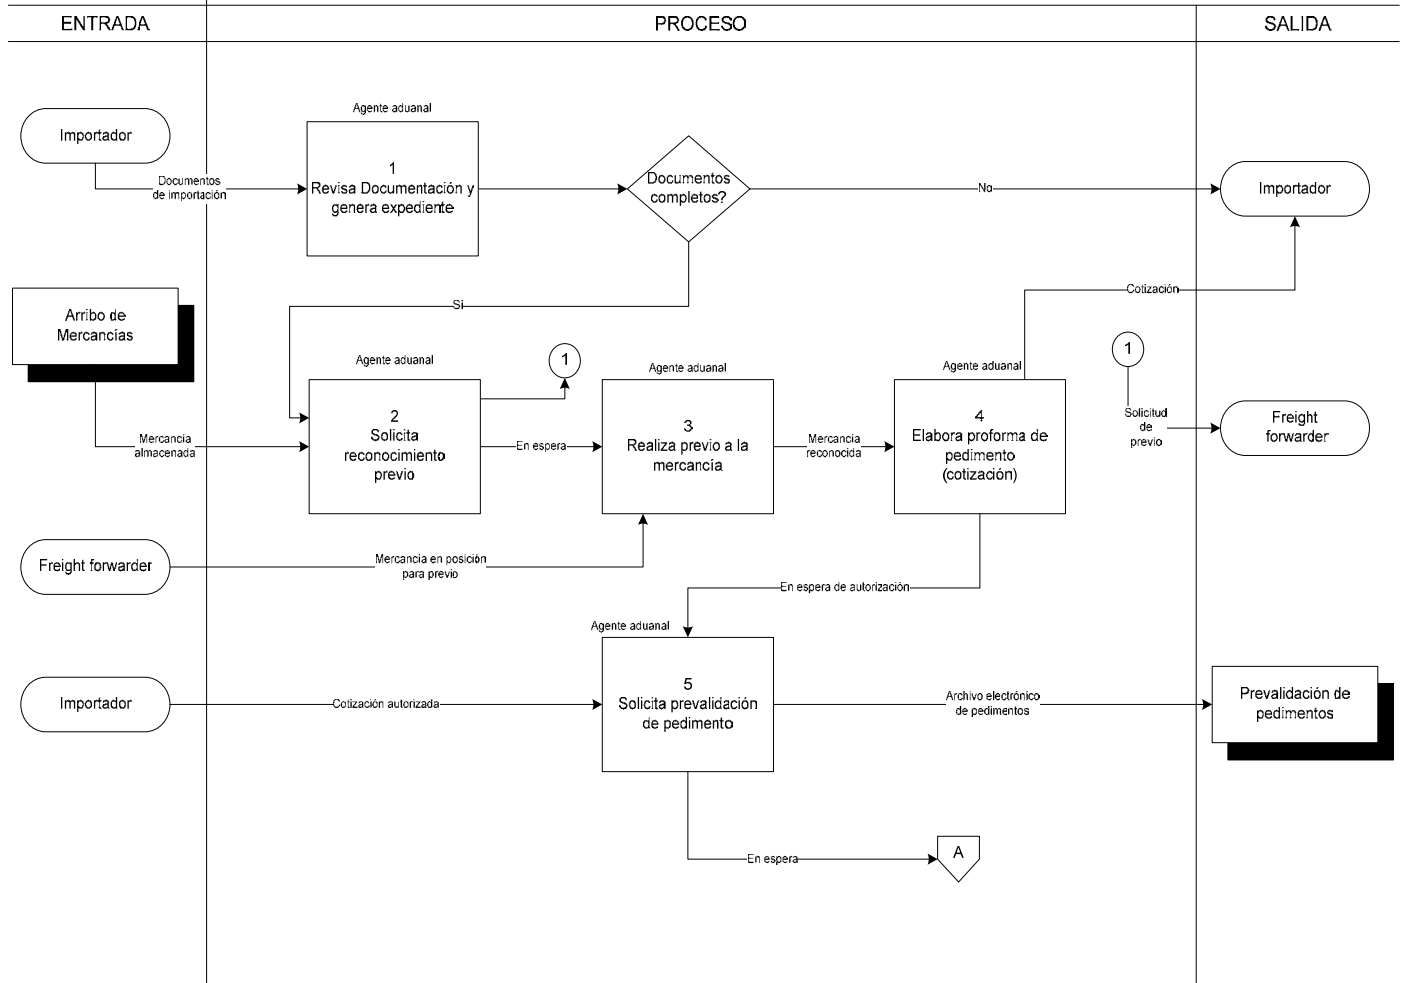 ENTRADA
PROCESO
SALIDA
Importador
Documentos
de importación
Agente aduanal
1
Revisa Documentación y
genera expediente
Documentos
completos?
No
Importador
Si
Cotización
Arribo de
Mercancías
Mercancia
almacenada
Agente aduanal
2
Solicita
reconocimiento
previo
1
En espera
Agente aduanal
3
Realiza previo a la
mercancía
Mercancia
reconocida
Agente aduanal
4
Elabora proforma de
pedimento
(cotización)
1
Solicitud
de
previo
Freight
forwarder
Freight forwarder
Mercancia en posición
para previo
En espera de autorización
Importador
Cotización autorizada
Agente aduanal
5
Solicita prevalidación
de pedimento
Archivo electrónico
de pedimentos
Prevalidación de
pedimentos
En espera
A